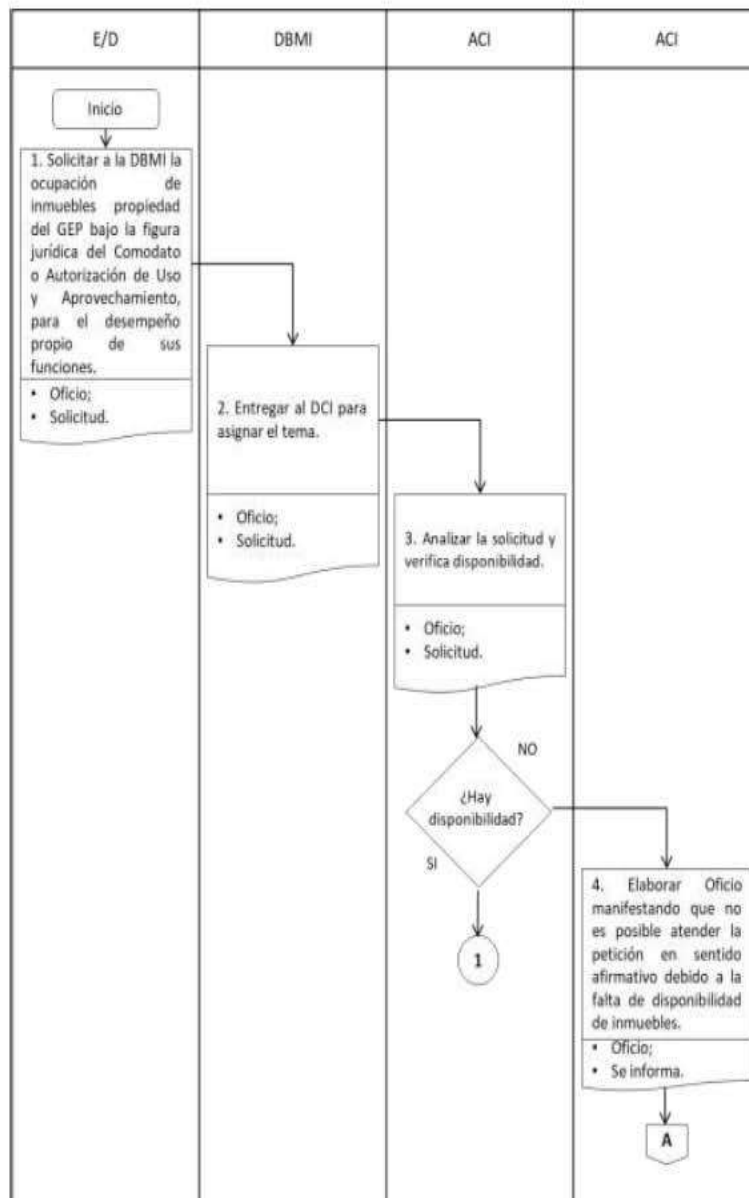 E/D
DBMI
ACI
ACI
Inicio
1. Solicitar a la DBMI la
ocupación de
inmuebles propiedad
del GEP bajo la figura
jurídica del Comodato
o Autorización de Uso
y Aprovechamiento,
para el desempeño
propio de sus
funciones.
• Oficio;
• Solicitud.
2. Entregar al DCI para
asignar el tema.
• Oficio;
• Solicitud.
3. Analizar la solicitud y
verifica disponibilidad.
• Oficio;
• Solicitud.
NO
¿Hay
disponibilidad?
SI
1
4. Elaborar Oficio
manifestando que no
es posible atender la
petición en sentido
afirmativo debido a la
falta de disponibilidad
de inmuebles.
• Oficio;
• Se informa.
A